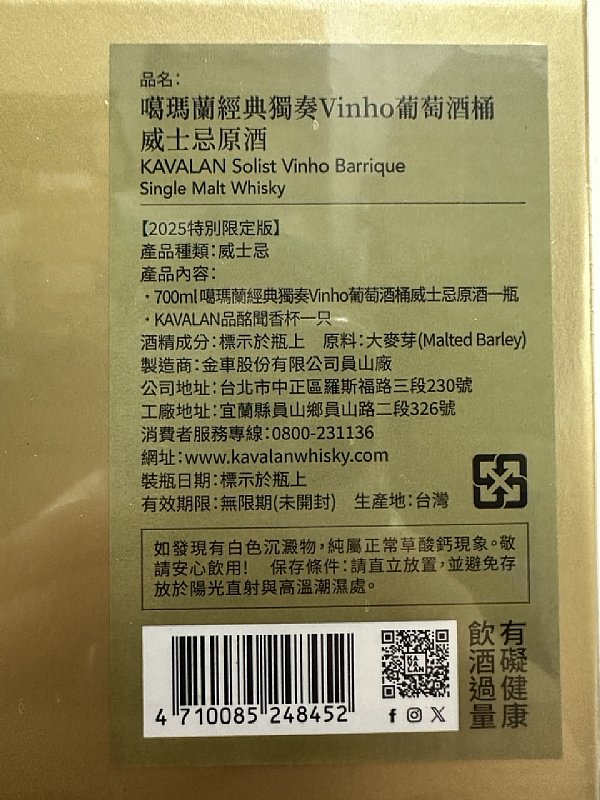 品名：
噶瑪蘭經典獨奏Vinho葡萄酒桶
威士忌原酒
KAVALAN Solist Vinho Barrique
Single Malt Whisky
【2025特別限定版】
產品種類：威士忌
產品內容：
・700ml 噶瑪蘭經典獨奏Vinho葡萄酒桶威士忌原酒一瓶
・KAVALAN品酩聞香杯一只
酒精成分：標示於瓶上　原料：大麥芽(Malted Barley)
製造商：金車股份有限公司員山廠
公司地址：台北市中正區羅斯福路三段230號
工廠地址：宜蘭縣員山鄉員山路二段326號
消費者服務專線：0800-231136
網址：www.kavalanwhisky.com
裝瓶日期：標示於瓶上
有效期限：無限期(未開封)　生產地：台灣
如發現有白色沉澱物，純屬正常草酸鈣現象。敬
請安心飲用！　保存條件：請直立放置，並避免存
放於陽光直射與高溫潮濕處。
4 710085 248452
KA
VA
LAN
飲酒過量
有礙健康